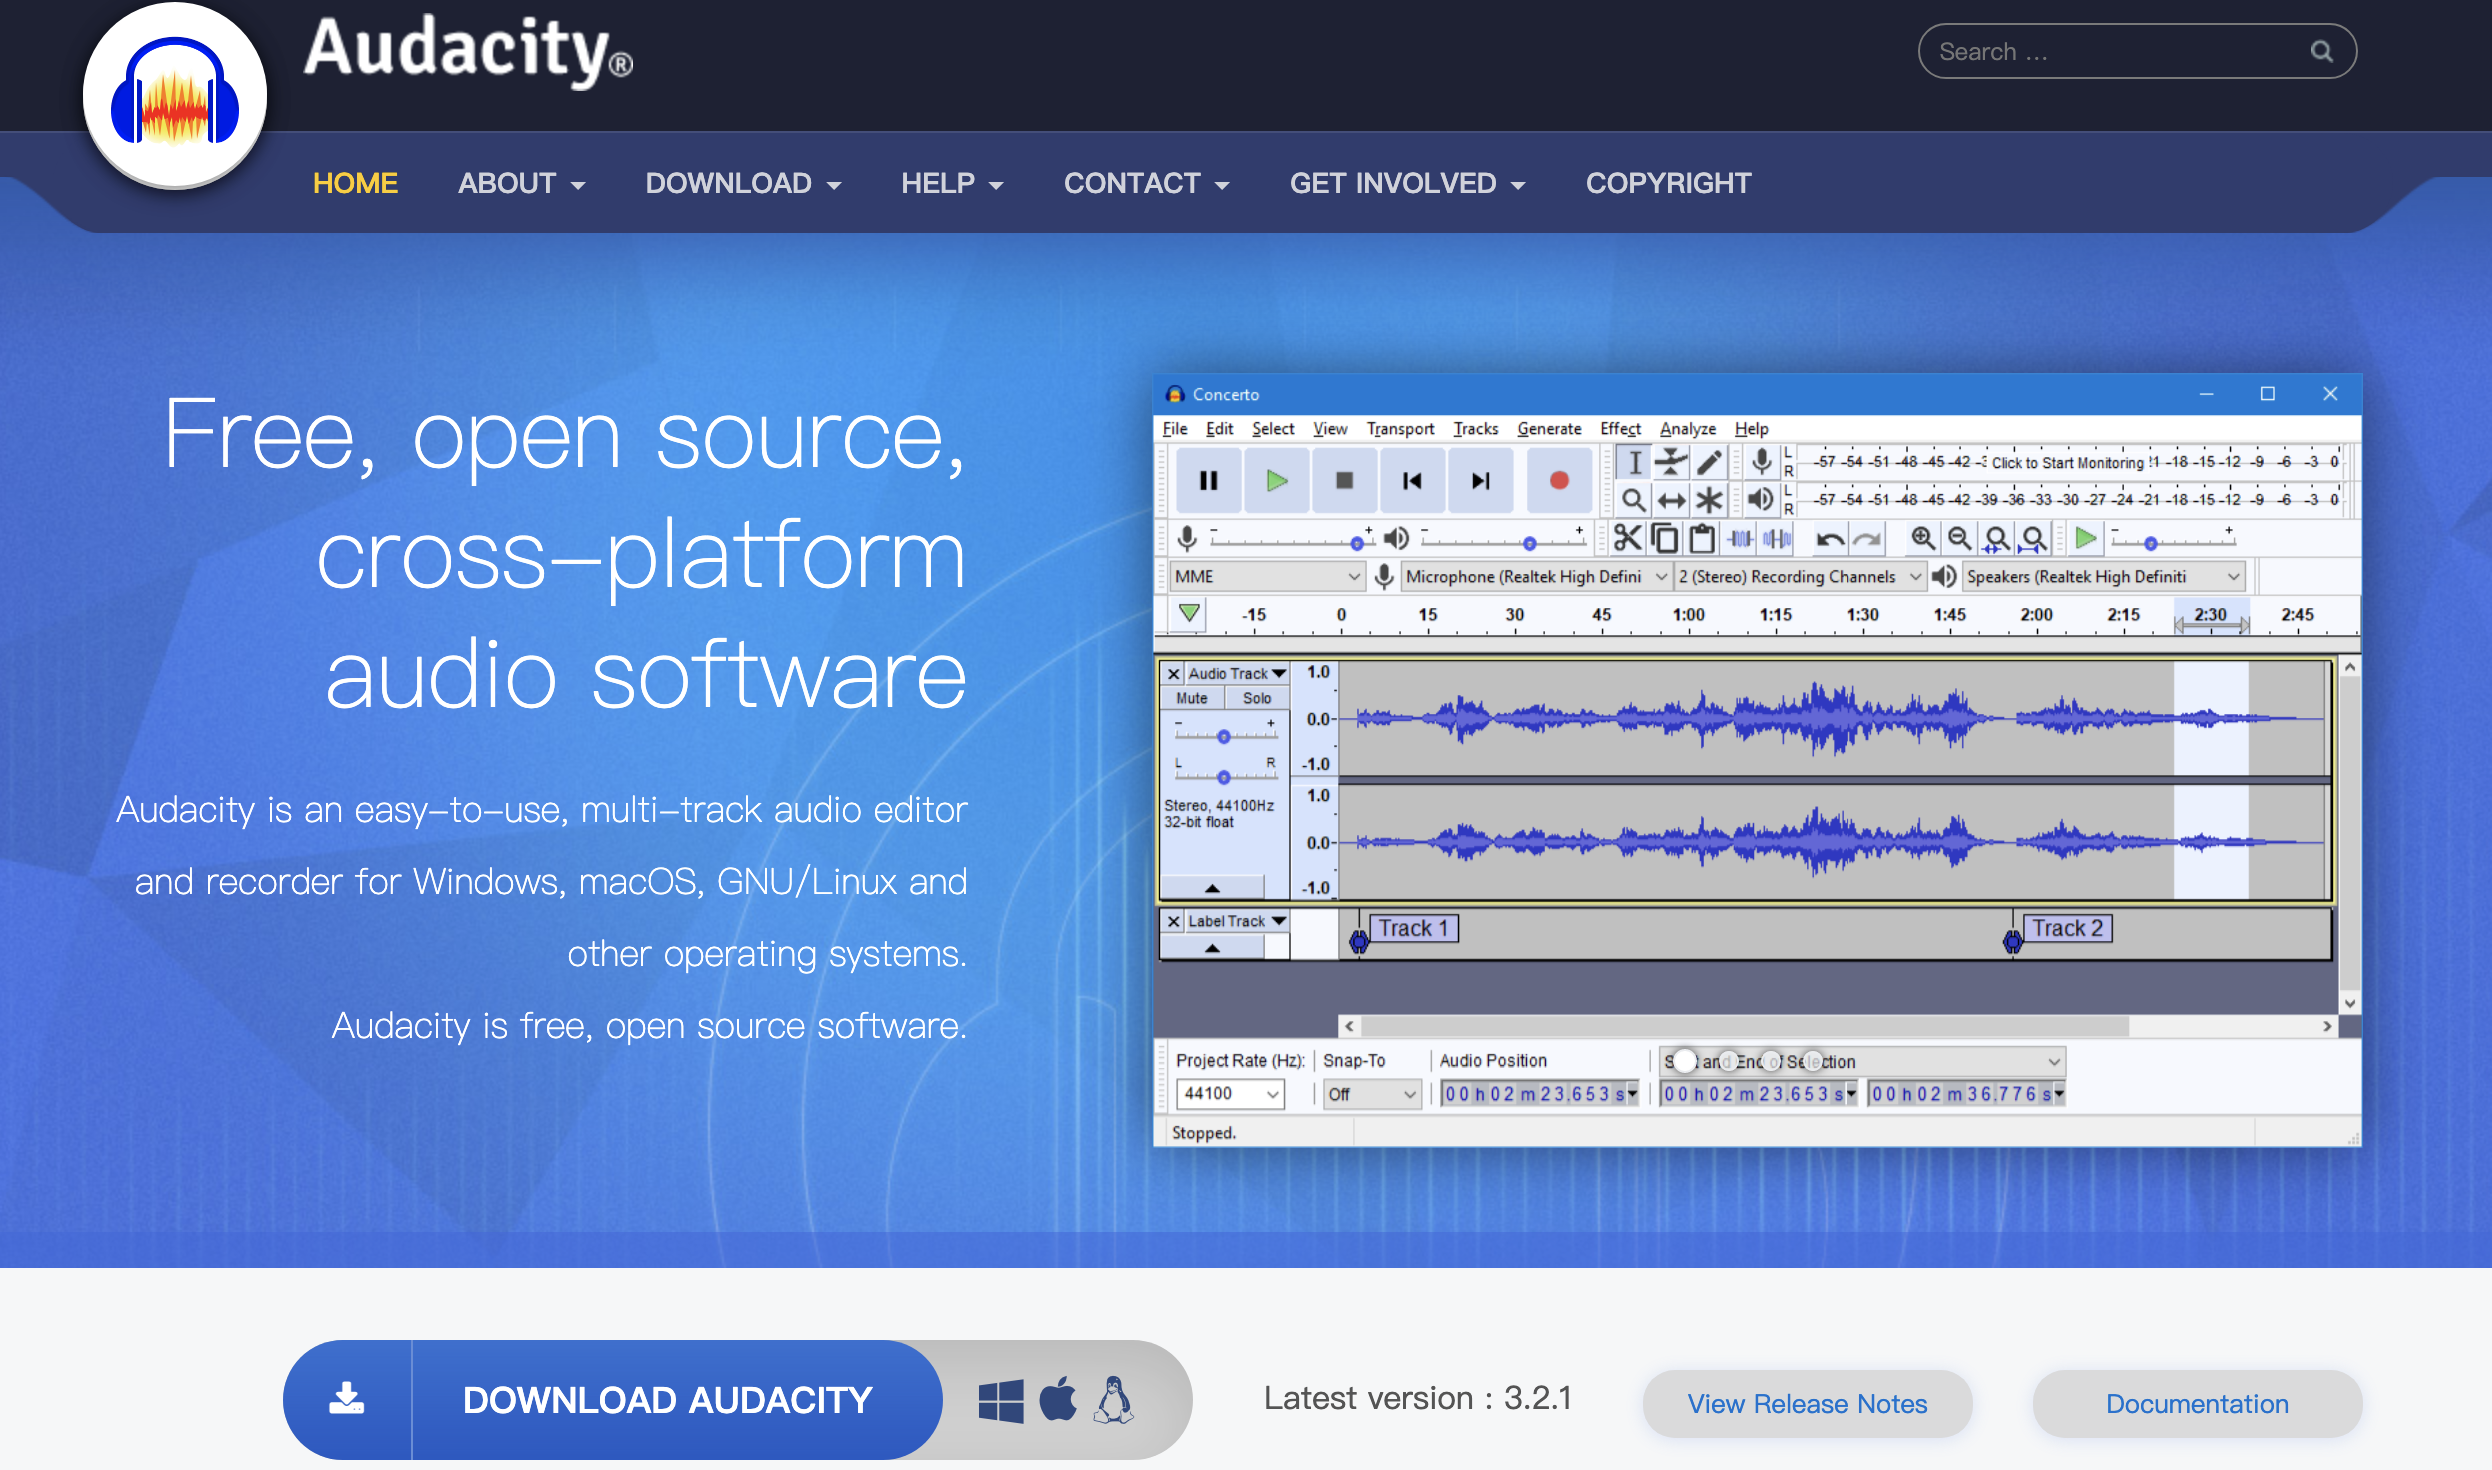 Audacity®
Search ...
HOME ABOUT DOWNLOAD HELP CONTACT GET INVOLVED COPYRIGHT
Free, open source,
cross-platform
audio software
Audacity is an easy-to-use, multi-track audio editor
and recorder for Windows, macOS, GNU/Linux and
other operating systems.
Audacity is free, open source software.
Concerto
File Edit Select View Transport Tracks Generate Effect Analyze Help
L
R
-57 -54 -51 -48 -45 -42 Click to Start Monitoring -18 -15 -12 -9 -6 -3 0
L
R
-57 -54 -51 -48 -45 -42 -39 -36 -33 -30 -27 -24 -21 -18 -15 -12 -9 -6 -3 0
- + - + - +
MME Microphone (Realtek High Defini 2 (Stereo) Recording Channels Speakers (Realtek High Definiti
-15 0 15 30 45 1:00 1:15 1:30 1:45 2:00 2:15 2:30 2:45
Audio Track 1.0
Mute Solo
- + 0.0
L R -1.0
Stereo, 44100Hz 1.0
32-bit float
0.0
-1.0
Label Track Track 1 Track 2
Project Rate (Hz): Snap-To Audio Position and End of Selection
44100 Off 00 h 02 m 23.653 s 00 h 02 m 23.653 s 00 h 02 m 36.776 s
Stopped.
DOWNLOAD AUDACITY
Latest version : 3.2.1
View Release Notes
Documentation